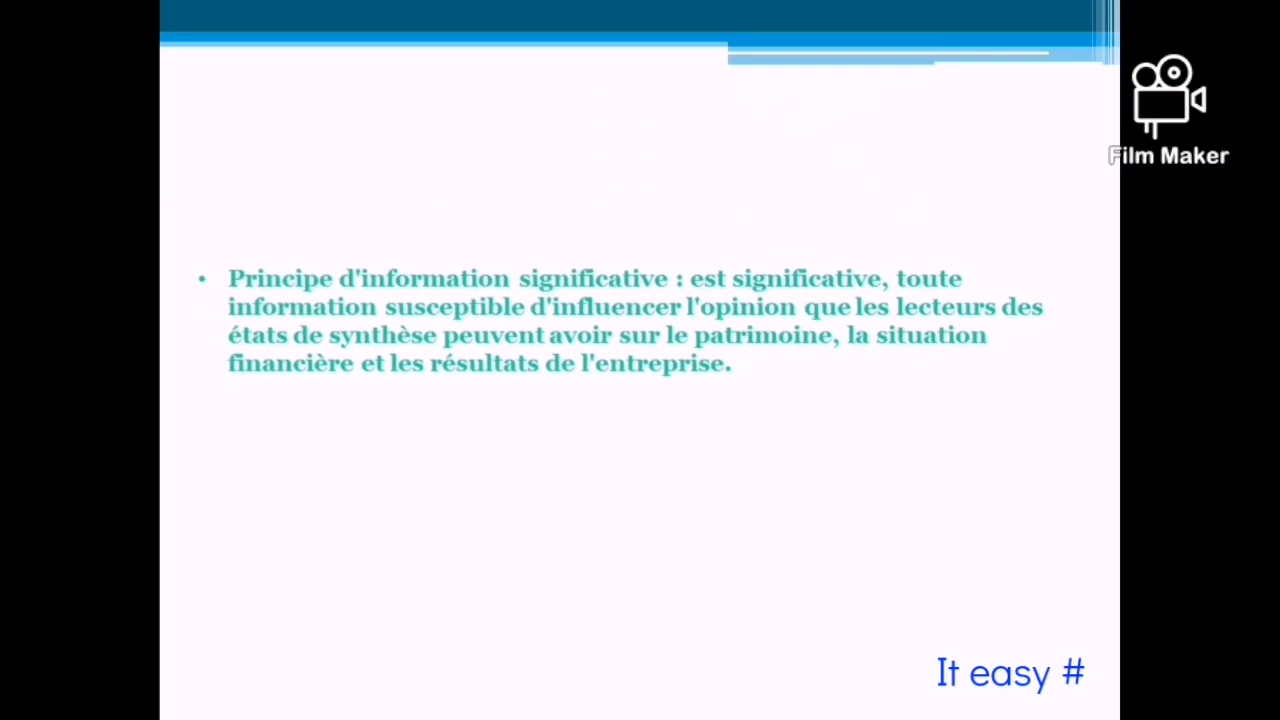 Film Maker
• Principe d'information significative : est significative, toute
information susceptible d'influencer l'opinion que les lecteurs des
états de synthèse peuvent avoir sur le patrimoine, la situation
financière et les résultats de l'entreprise.
It easy #